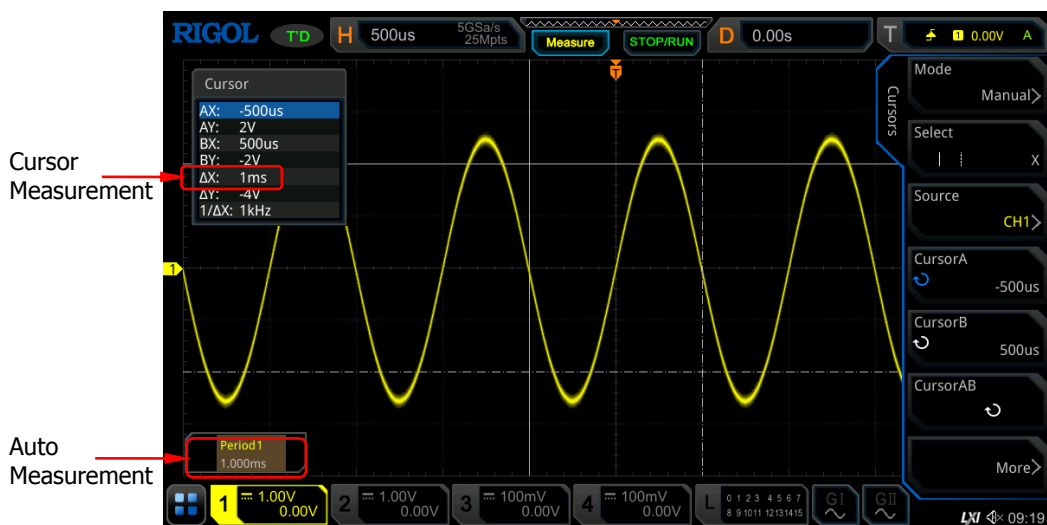 RIGOL T'D H 500us 5GSa/s 25Mpts Measure STOP/RUN D 0.00s T 1 0.00V A
T
Cursor
AX: -500us
AY: 2V
BX: 500us
BY: -2V
ΔX: 1ms
ΔY: -4V
1/ΔX: 1kHz
Cursor
Measurement
1
Period1
1.000ms
Auto
Measurement
Cursors
Mode
Manual>
Select
X
Source
CH1>
CursorA
-500us
CursorB
500us
CursorAB
More>
1 1.00V 0.00V
2 1.00V 0.00V
3 100mV 0.00V
4 100mV 0.00V
L 0 1 2 3 4 5 6 7
8 9 10 11 12 13 14 15
GI
GII
LXI 09:19